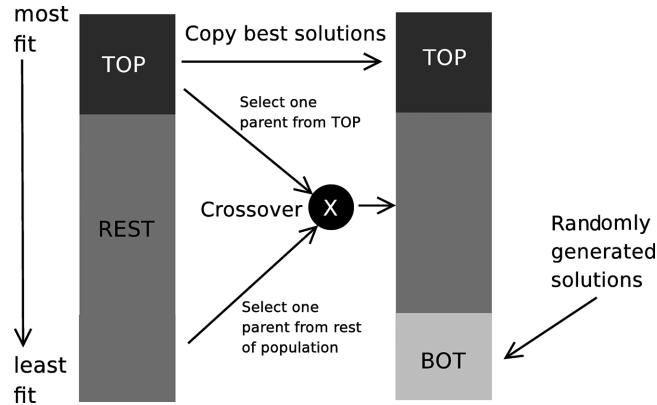 most
fit
TOP
Copy best solutions
TOP
Select one
parent from TOP
REST
Crossover
X
Randomly
generated
solutions
Select one
parent from rest
of population
least
fit
BOT